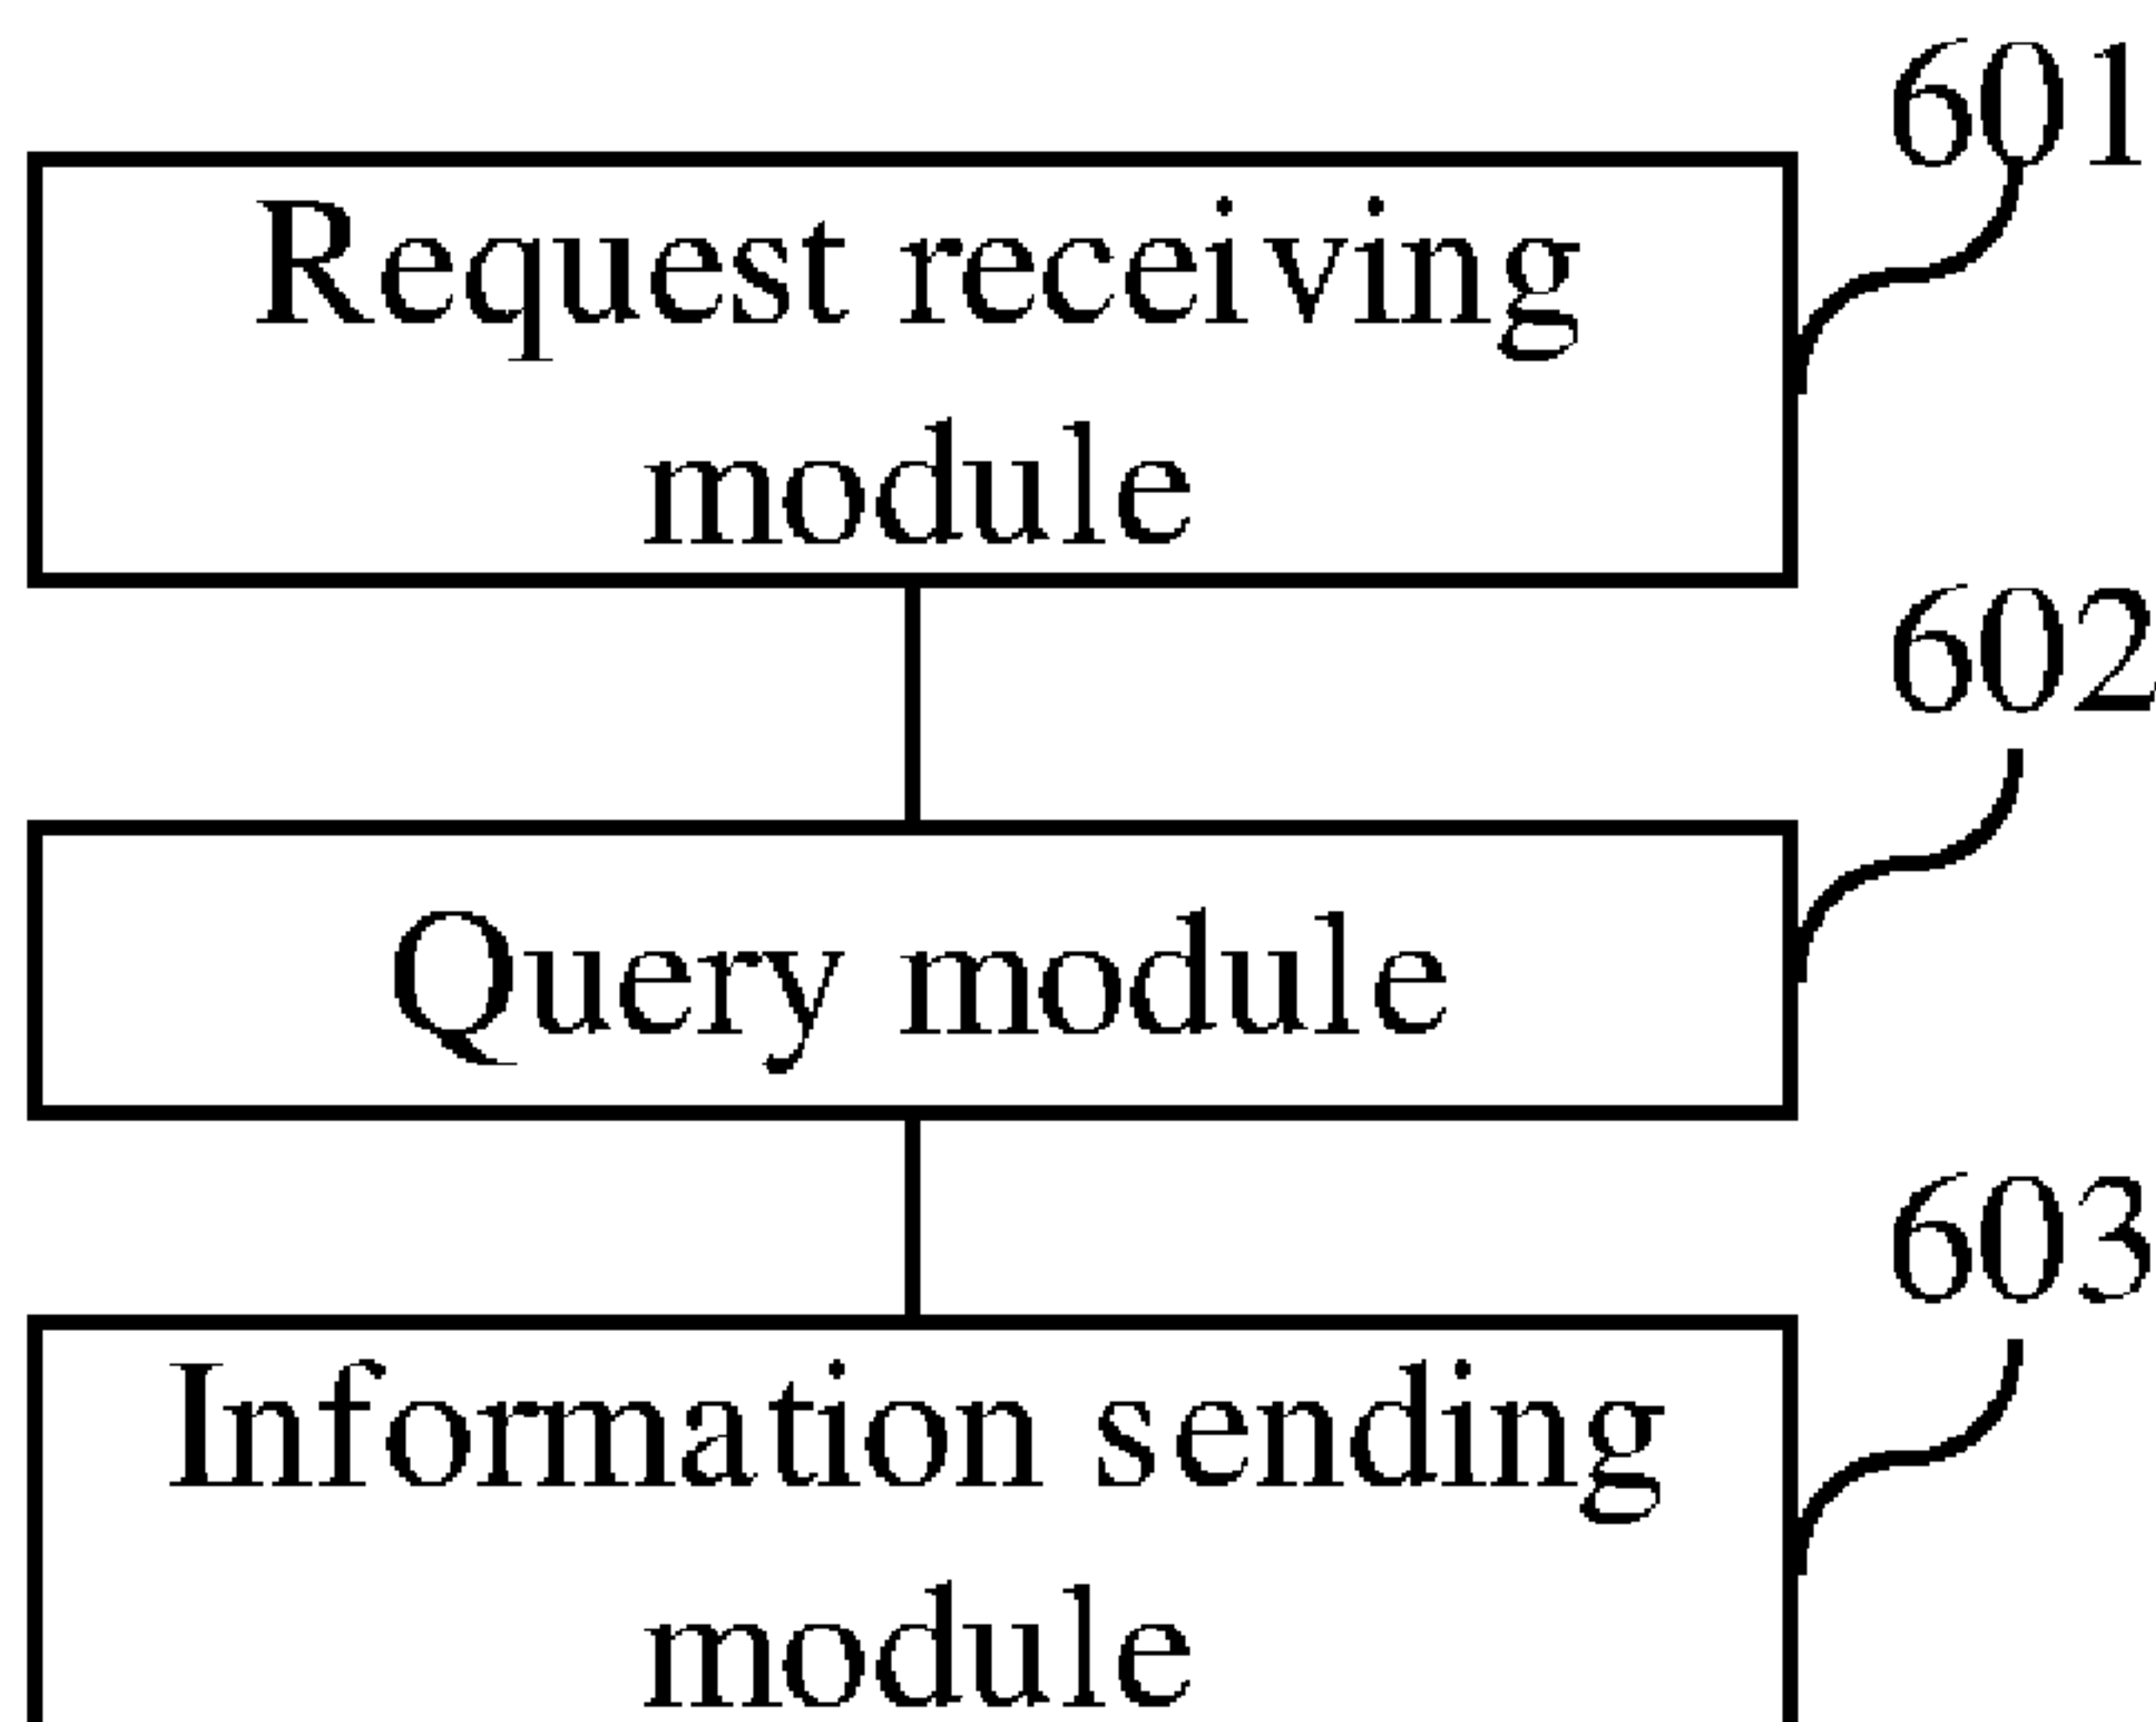 601
Request receiving
module
602
Query module
603
Information sending
module